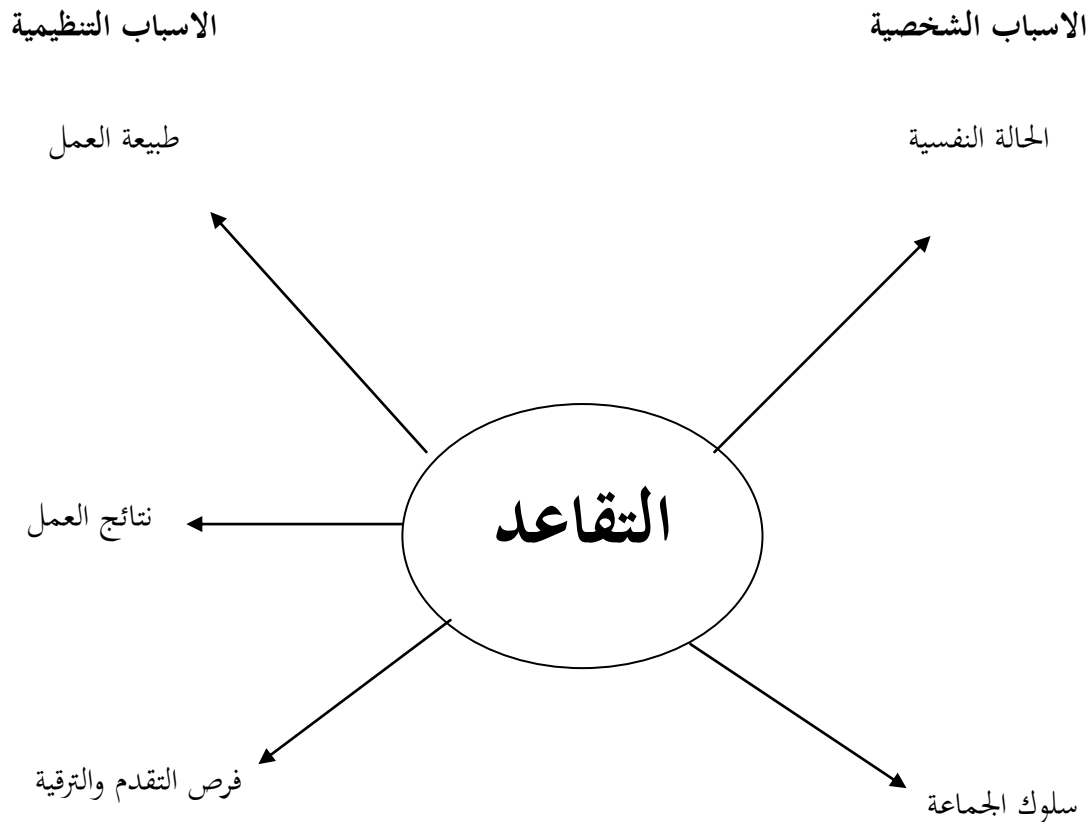 الاسباب الشخصية
الاسباب التنظيمية
الحالة النفسية
طبيعة العمل
التقاعد
نتائج العمل
فرص التقدم والترقية
سلوك الجماعة